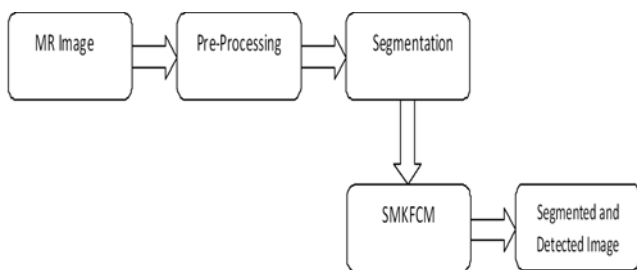 MR Image
Pre-Processing
Segmentation
SMKFCM
Segmented and
Detected Image